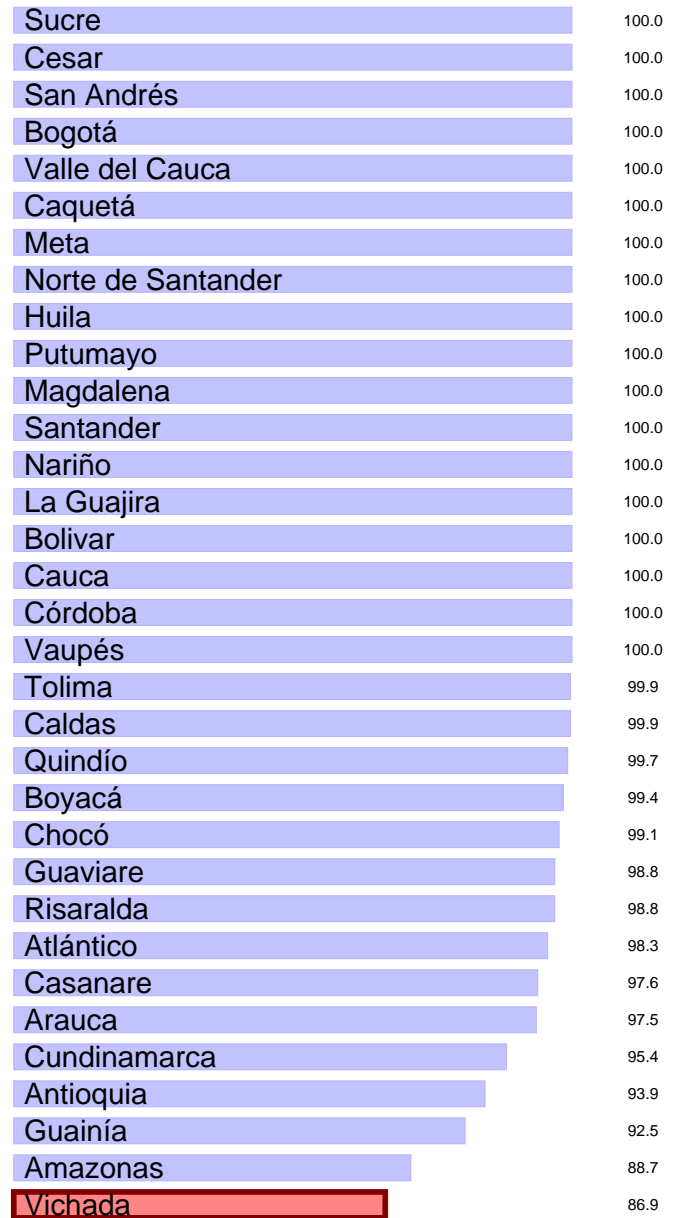 Sucre 100.0
Cesar 100.0
San Andrés 100.0
Bogotá 100.0
Valle del Cauca 100.0
Caquetá 100.0
Meta 100.0
Norte de Santander 100.0
Huila 100.0
Putumayo 100.0
Magdalena 100.0
Santander 100.0
Nariño 100.0
La Guajira 100.0
Bolivar 100.0
Cauca 100.0
Córdoba 100.0
Vaupés 100.0
Tolima 99.9
Caldas 99.9
Quindío 99.7
Boyacá 99.4
Chocó 99.1
Guaviare 98.8
Risaralda 98.8
Atlántico 98.3
Casanare 97.6
Arauca 97.5
Cundinamarca 95.4
Antioquia 93.9
Guainía 92.5
Amazonas 88.7
Vichada 86.9